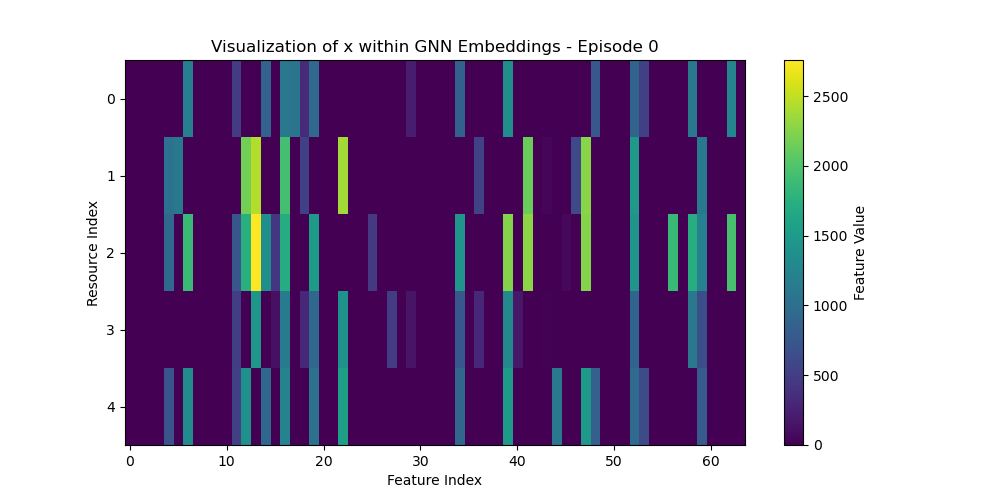 Visualization of x within GNN Embeddings - Episode 0
Resource Index
0
1
2
3
4
0 10 20 30 40 50 60
Feature Index
2500
2000
1500
1000
500
0
Feature Value